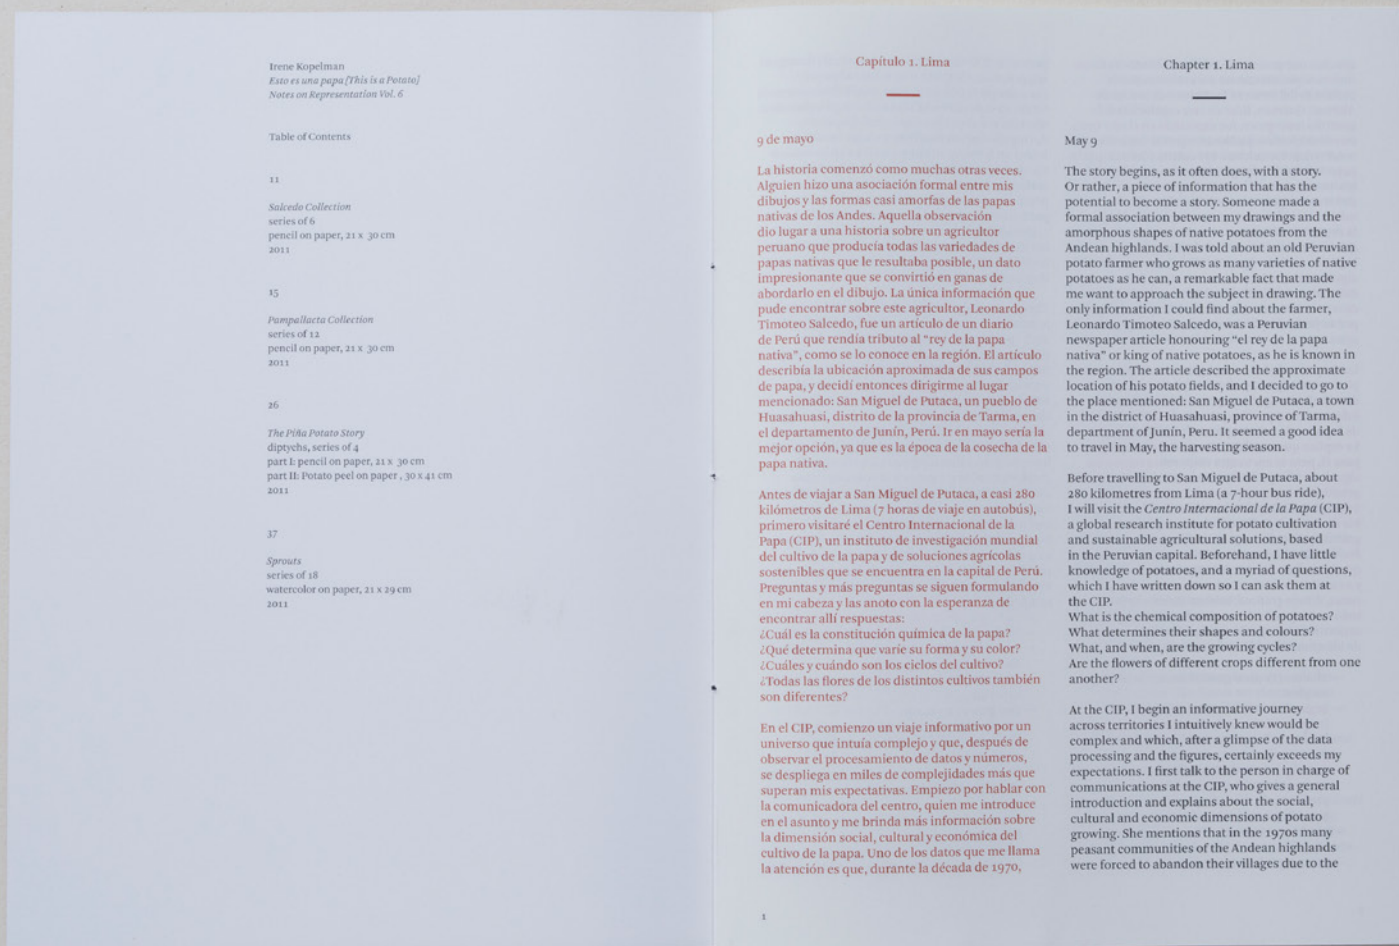 Irene Kopelman
Esto es una papa [This is a Potato]
Notes on Representation Vol. 6
Table of Contents
11
Salcedo Collection
series of 6
pencil on paper, 21 x 30 cm
2011
15
Pampallacta Collection
series of 12
pencil on paper, 21 x 30 cm
2011
26
The Piña Potato Story
diptychs, series of 4
part I: pencil on paper, 21 x 30 cm
part II: Potato peel on paper , 30 x 41 cm
2011
37
Sprouts
series of 18
watercolor on paper, 21 x 29 cm
2011
Capítulo 1. Lima
9 de mayo
La historia comenzó como muchas otras veces.
Alguien hizo una asociación formal entre mis
dibujos y las formas casi amorfas de las papas
nativas de los Andes. Aquella observación
dio lugar a una historia sobre un agricultor
peruano que producía todas las variedades de
papas nativas que le resultaba posible, un dato
impresionante que se convirtió en ganas de
abordarlo en el dibujo. La única información que
pude encontrar sobre este agricultor, Leonardo
Timoteo Salcedo, fue un artículo de un diario
de Perú que rendía tributo al "rey de la papa
nativa", como se lo conoce en la región. El artículo
describía la ubicación aproximada de sus campos
de papa, y decidí entonces dirigirme al lugar
mencionado: San Miguel de Putaca, un pueblo de
Huasahuasi, distrito de la provincia de Tarma, en
el departamento de Junín, Perú. Ir en mayo sería la
mejor opción, ya que es la época de la cosecha de la
papa nativa.
Antes de viajar a San Miguel de Putaca, a casi 280
kilómetros de Lima (7 horas de viaje en autobús),
primero visitaré el Centro Internacional de la
Papa (CIP), un instituto de investigación mundial
del cultivo de la papa y de soluciones agrícolas
sostenibles que se encuentra en la capital de Perú.
Preguntas y más preguntas se siguen formulando
en mi cabeza y las anoto con la esperanza de
encontrar allí respuestas:
¿Cuál es la constitución química de la papa?
¿Qué determina que varíe su forma y su color?
¿Cuáles y cuándo son los ciclos del cultivo?
¿Todas las flores de los distintos cultivos también
son diferentes?
En el CIP, comienzo un viaje informativo por un
universo que intuía complejo y que, después de
observar el procesamiento de datos y números,
se despliega en miles de complejidades más que
superan mis expectativas. Empiezo por hablar con
la comunicadora del centro, quien me introduce
en el asunto y me brinda más información sobre
la dimensión social, cultural y económica del
cultivo de la papa. Uno de los datos que me llama
la atención es que, durante la década de 1970,
1
Chapter 1. Lima
May 9
The story begins, as it often does, with a story.
Or rather, a piece of information that has the
potential to become a story. Someone made a
formal association between my drawings and the
amorphous shapes of native potatoes from the
Andean highlands. I was told about an old Peruvian
potato farmer who grows as many varieties of native
potatoes as he can, a remarkable fact that made
me want to approach the subject in drawing. The
only information I could find about the farmer,
Leonardo Timoteo Salcedo, was a Peruvian
newspaper article honouring "el rey de la papa
nativa" or king of native potatoes, as he is known in
the region. The article described the approximate
location of his potato fields, and I decided to go to
the place mentioned: San Miguel de Putaca, a town
in the district of Huasahuasi, province of Tarma,
department of Junín, Peru. It seemed a good idea
to travel in May, the harvesting season.
Before travelling to San Miguel de Putaca, about
280 kilometres from Lima (a 7-hour bus ride),
I will visit the Centro Internacional de la Papa (CIP),
a global research institute for potato cultivation
and sustainable agricultural solutions, based
in the Peruvian capital. Beforehand, I have little
knowledge of potatoes, and a myriad of questions,
which I have written down so I can ask them at
the CIP.
What is the chemical composition of potatoes?
What determines their shapes and colours?
What, and when, are the growing cycles?
Are the flowers of different crops different from one
another?
At the CIP, I begin an informative journey
across territories I intuitively knew would be
complex and which, after a glimpse of the data
processing and the figures, certainly exceeds my
expectations. I first talk to the person in charge of
communications at the CIP, who gives a general
introduction and explains about the social,
cultural and economic dimensions of potato
growing. She mentions that in the 1970s many
peasant communities of the Andean highlands
were forced to abandon their villages due to the